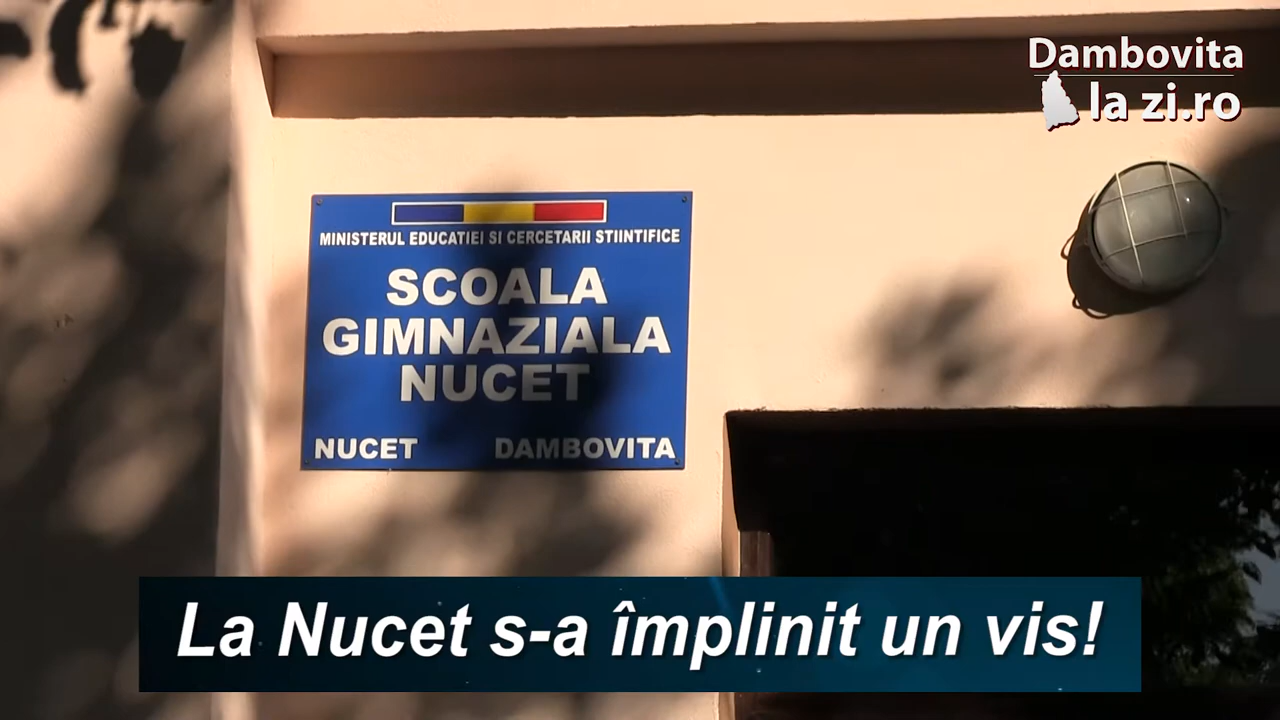 Dambovita
la zi.ro
MINISTERUL EDUCATIEI SI CERCETARII STIINTIFICE
SCOALA
GIMNAZIALA
NUCET
NUCET DAMBOVITA
La Nucet s-a împlinit un vis!